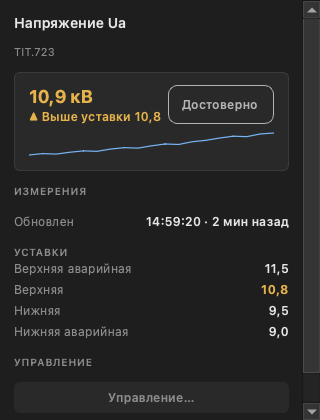 Напряжение Ua
TIT.723
10,9 кВ
▲ Выше уставки 10,8
Достоверно
ИЗМЕРЕНИЯ
Обновлен 14:59:20 · 2 мин назад
УСТАВКИ
Верхняя аварийная 11,5
Верхняя 10,8
Нижняя 9,5
Нижняя аварийная 9,0
УПРАВЛЕНИЕ
Управление...